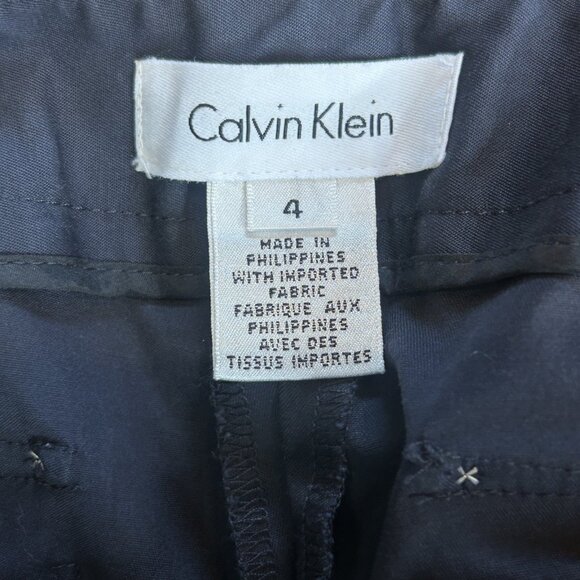 Calvin Klein
4
MADE IN
PHILIPPINES
WITH IMPORTED
FABRIC
FABRIQUE AUX
PHILIPPINES
AVEC DES
TISSUS IMPORTES